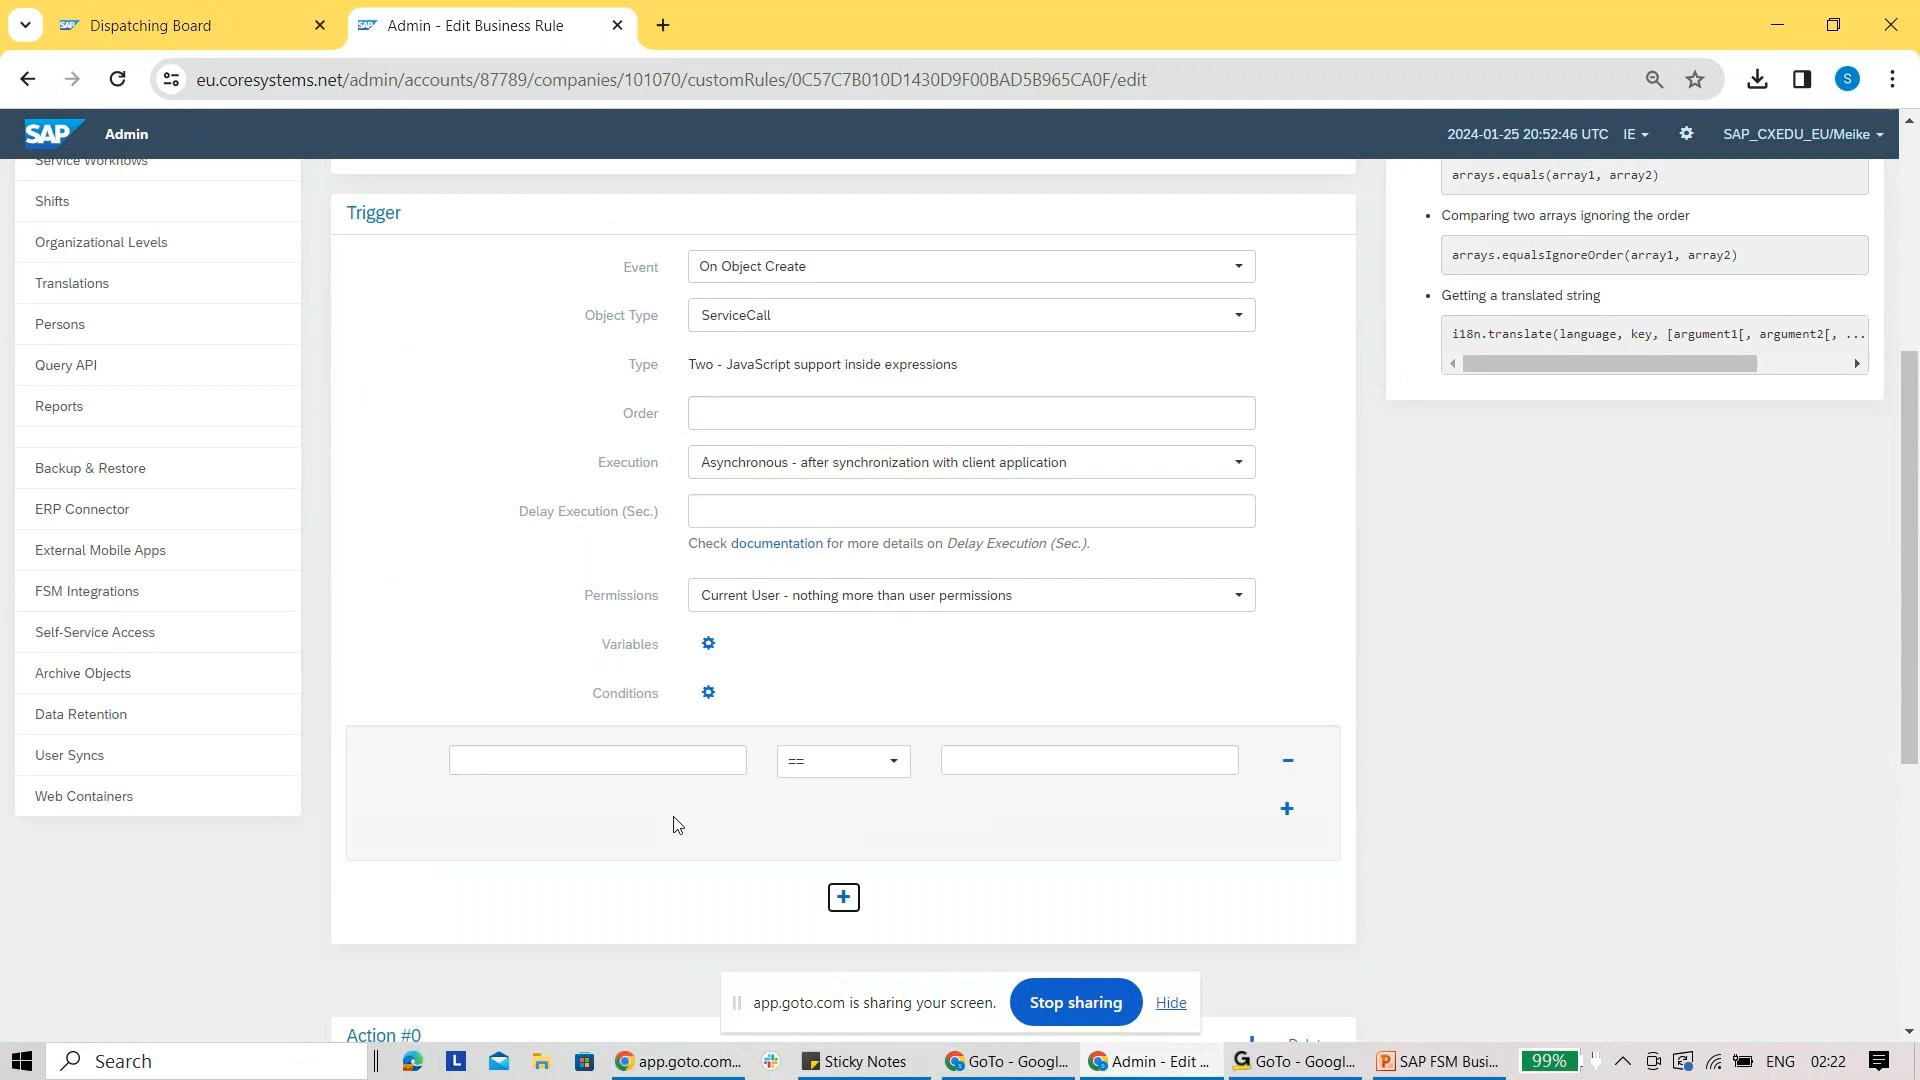 Dispatching Board
Admin - Edit Business Rule
eu.coresystems.net/admin/accounts/87789/companies/101070/customRules/0C57C7B010D1430D9F00BAD5B965CA0F/edit
S
SAP
Admin
2024-01-25 20:52:46 UTC
IE
SAP_CXEDU_EU/Meike
Service Workflows
Shifts
Organizational Levels
Translations
Persons
Query API
Reports
Backup & Restore
ERP Connector
External Mobile Apps
FSM Integrations
Self-Service Access
Archive Objects
Data Retention
User Syncs
Web Containers
Trigger
Event
On Object Create
Object Type
ServiceCall
Type
Two - JavaScript support inside expressions
Order
Execution
Asynchronous - after synchronization with client application
Delay Execution (Sec.)
Check documentation for more details on Delay Execution (Sec.).
Permissions
Current User - nothing more than user permissions
Variables
Conditions
==
Action #0
arrays.equals(array1, array2)
• Comparing two arrays ignoring the order
arrays.equalsIgnoreOrder(array1, array2)
• Getting a translated string
i18n.translate(language, key, [argument1[, argument2[, ...
app.goto.com is sharing your screen.
Stop sharing
Hide
Search
app.goto.com...
Sticky Notes
GoTo - Googl...
Admin - Edit ...
GoTo - Googl...
SAP FSM Busi...
99%
ENG
02:22